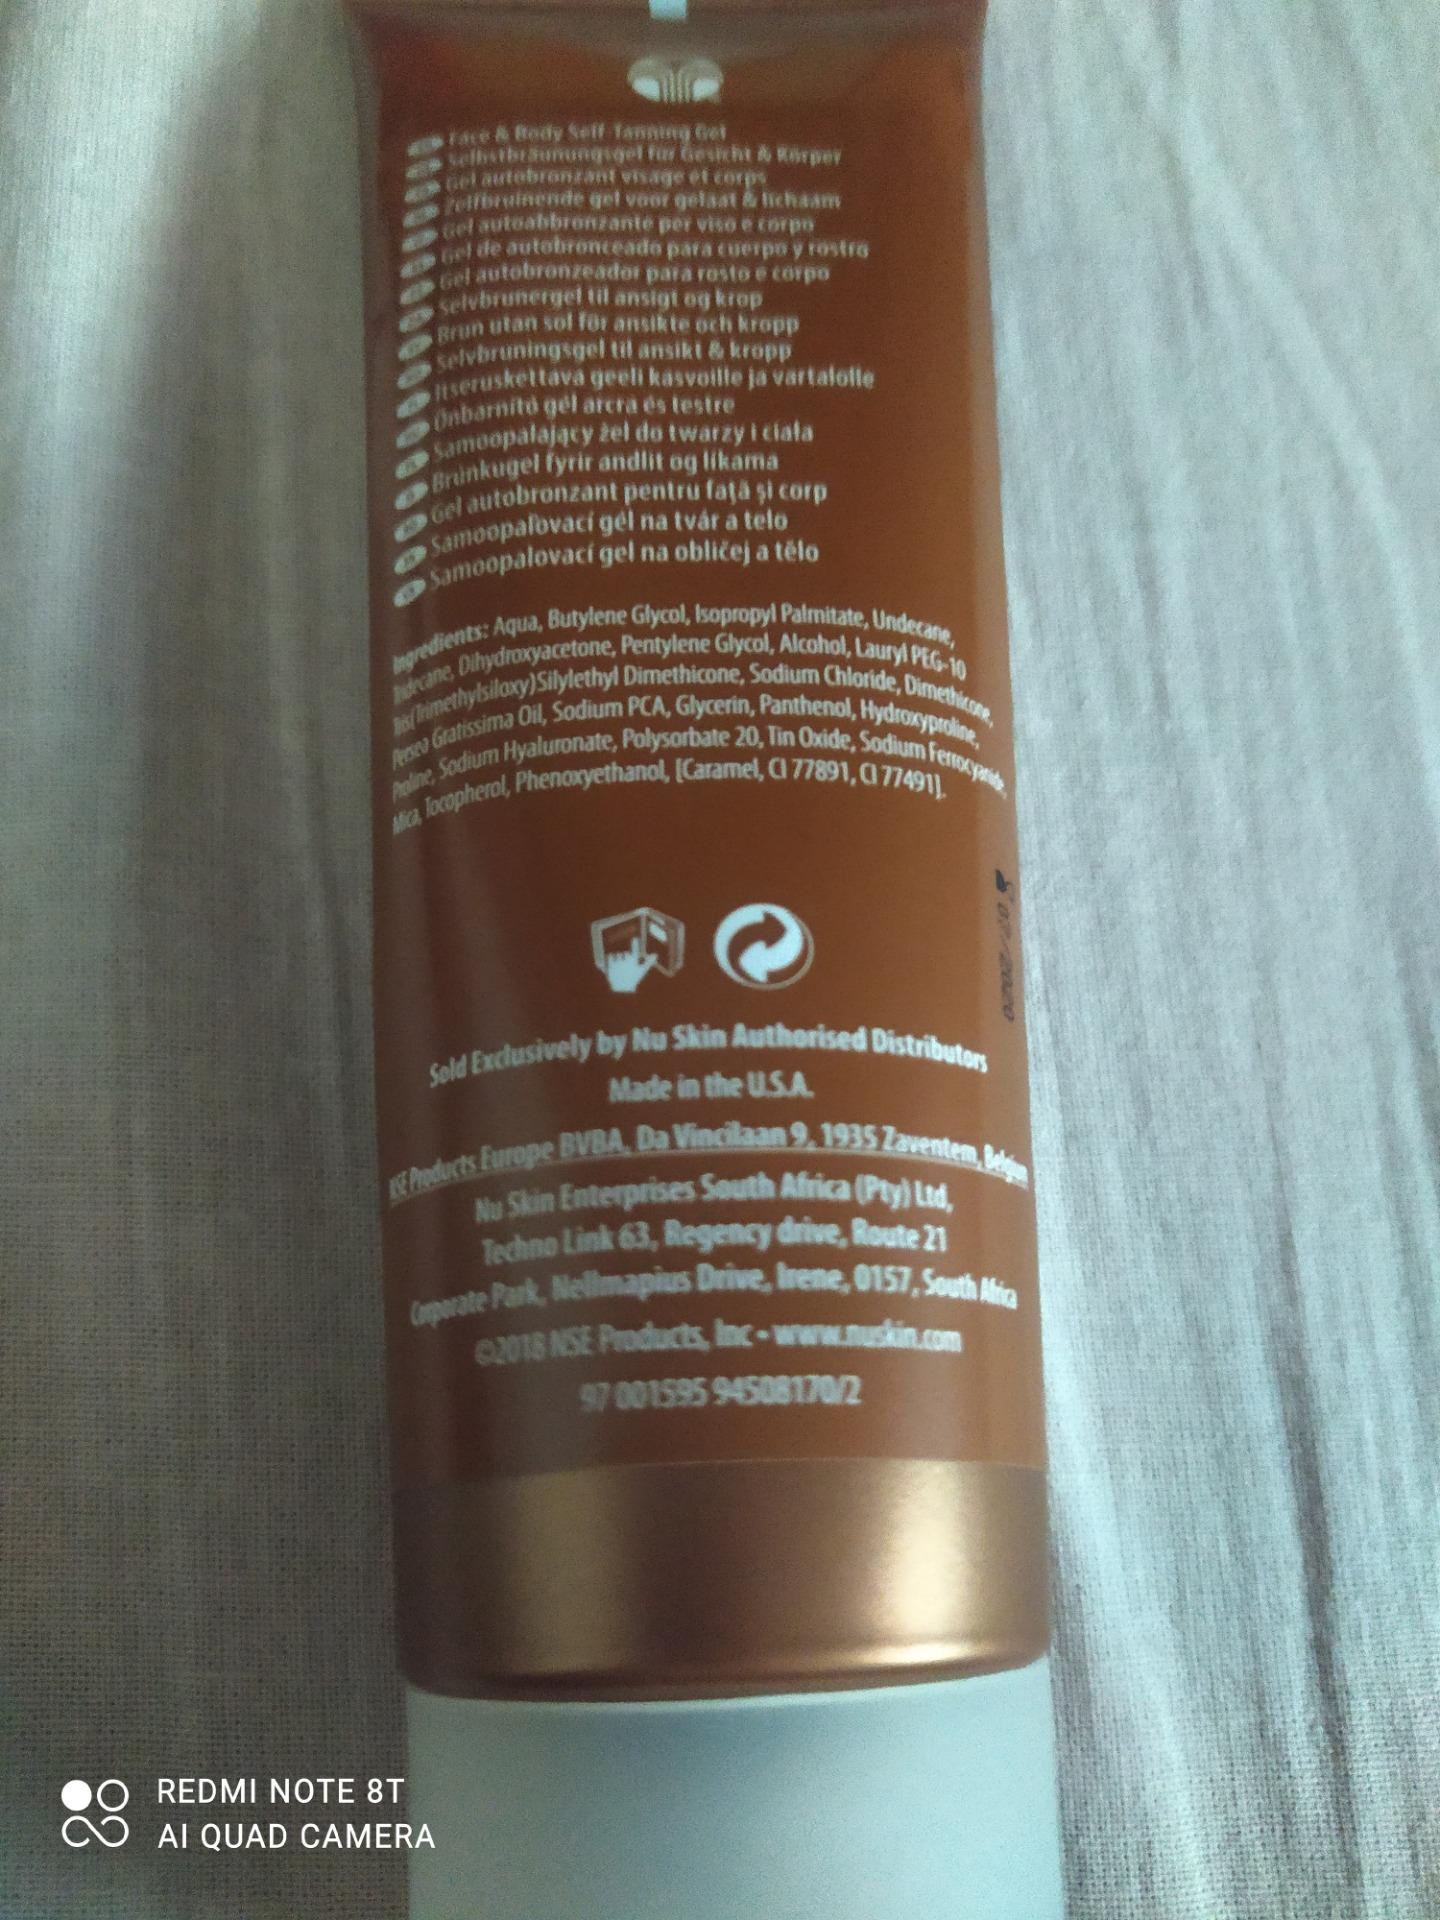 Face & Body Self-Tanning Gel
Selbstbräunungsgel für Gesicht & Körper
Gel autobronzant visage et corps
Zelfbruinende gel voor gelaat & lichaam
Gel autoabbronzante per viso e corpo
Gel de autobronceado para cuerpo y rostro
Gel autobronzeador para rosto e corpo
Selvbrunergel til ansigt og krop
Brun utan sol för ansikte och kropp
Selvbruningsgel til ansikt & kropp
Itseruskettava geeli kasvoille ja vartalolle
Önbarnító gél arcra és testre
Samoopalający żel do twarzy i ciała
Brúnkugel fyrir andlit og líkama
Gel autobronzant pentru față și corp
Samoopaľovací gél na tvár a telo
Samoopalovací gel na obličej a tělo
Ingredients: Aqua, Butylene Glycol, Isopropyl Palmitate, Undecane,
Tridecane, Dihydroxyacetone, Pentylene Glycol, Alcohol, Lauryl PEG-10
Tris(Trimethylsiloxy)Silylethyl Dimethicone, Sodium Chloride, Dimethicone,
Persea Gratissima Oil, Sodium PCA, Glycerin, Panthenol, Hydroxyproline,
Proline, Sodium Hyaluronate, Polysorbate 20, Tin Oxide, Sodium Ferrocyanide,
Mica, Tocopherol, Phenoxyethanol, [Caramel, CI 77891, CI 77491].
07/2020
Sold Exclusively by Nu Skin Authorised Distributors
Made in the U.S.A.
NSE Products Europe BVBA, Da Vincilaan 9, 1935 Zaventem, Belgium
Nu Skin Enterprises South Africa (Pty) Ltd,
Techno Link 63, Regency drive, Route 21
Corporate Park, Nellmapius Drive, Irene, 0157, South Africa
©2018 NSE Products, Inc • www.nuskin.com
97 001595 94508170/2
REDMI NOTE 8T
AI QUAD CAMERA